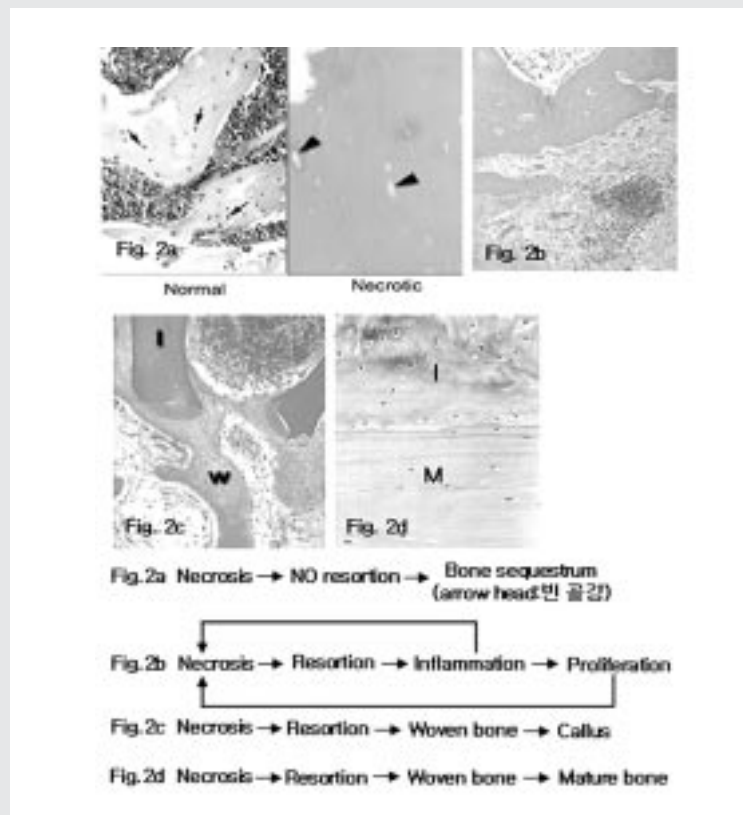 Fig. 2a
Normal
Necrotic
Fig. 2b
I
W
Fig. 2c
I
M
Fig. 2d
Fig.2a Necrosis → NO resortion → Bone sequestrum
(arrow head:빈 골강)
Fig.2b Necrosis → Resortion → Inflammation → Proliferation
Fig.2c Necrosis → Resortion → Woven bone → Callus
Fig.2d Necrosis → Resortion → Woven bone → Mature bone